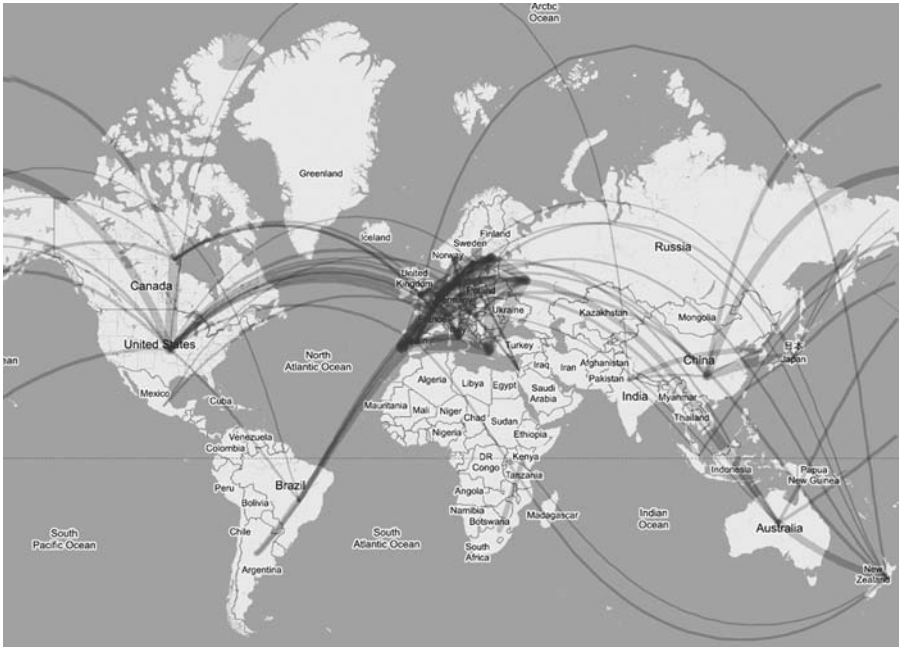 Arctic
Ocean
Greenland
Iceland
Finland
Sweden
Norway
Russia
United
Kingdom
Canada
Poland
Ukraine
Kazakhstan
Mongolia
United States
North
Atlantic Ocean
Turkey
China
日本
Japan
Iraq
Iran
Afghanistan
Pakistan
Algeria
Libya
Egypt
Saudi
Arabia
India
Myanmar
Thailand
Mexico
Cuba
Mauritania
Mali
Niger
Chad
Sudan
Nigeria
Ethiopia
Venezuela
Colombia
DR
Congo
Kenya
Tanzania
Indonesia
Papua
New Guinea
Peru
Brazil
Bolivia
Angola
Namibia
Botswana
Madagascar
Indian
Ocean
Australia
South
Pacific Ocean
Chile
South
Atlantic Ocean
South
Africa
Argentina
New
Zealand